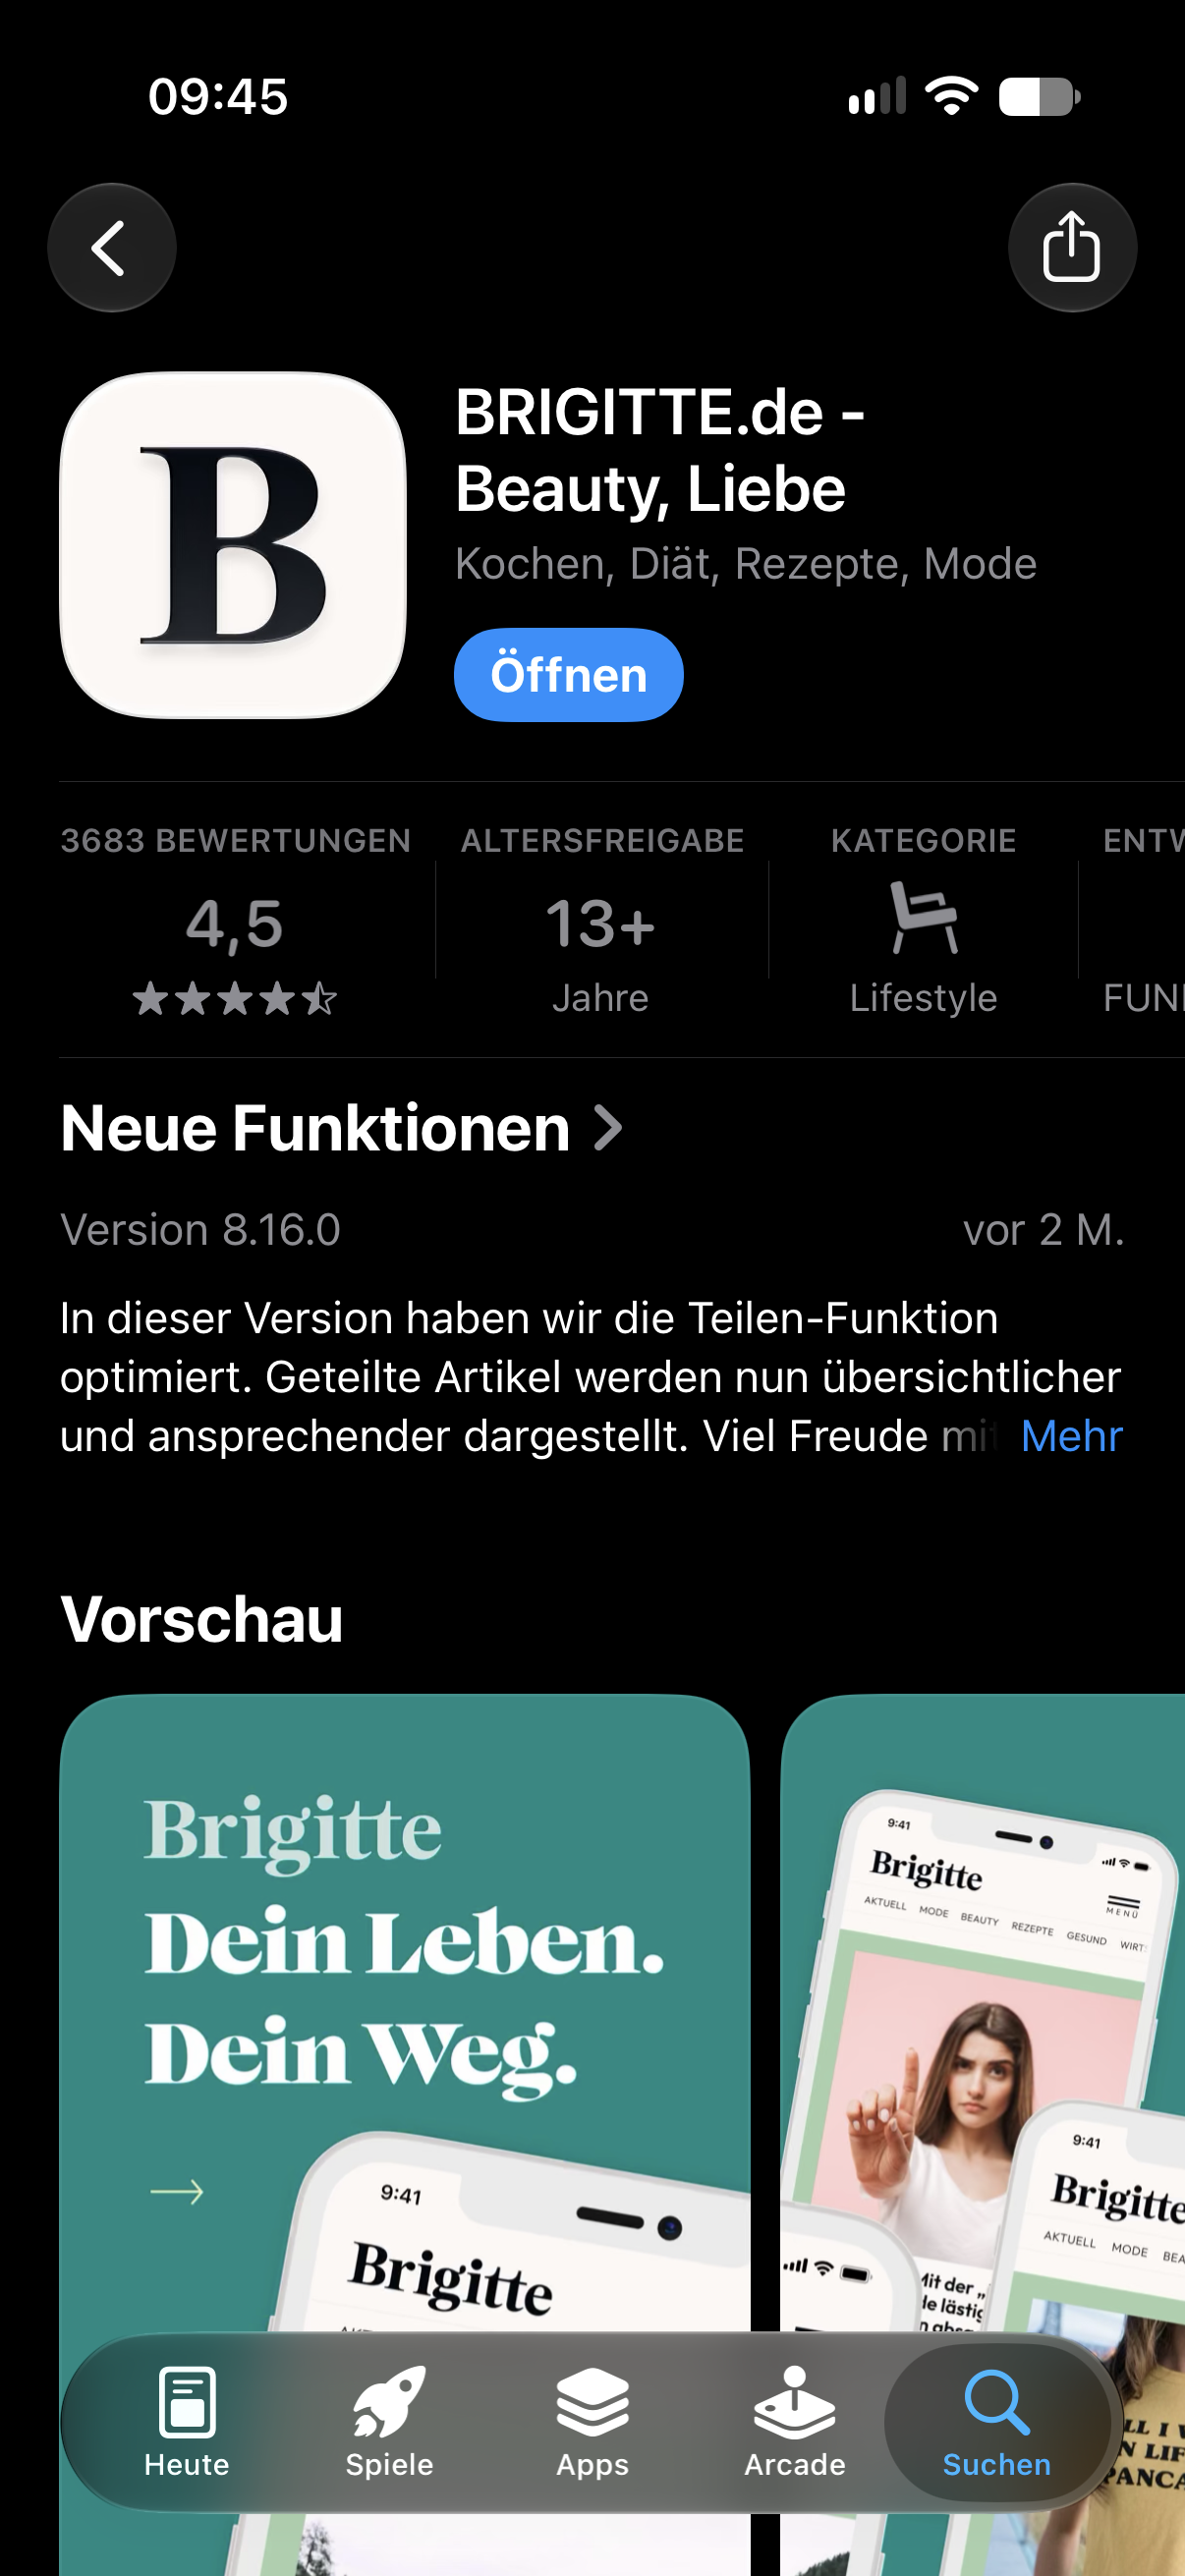 09:45
B
BRIGITTE.de -
Beauty, Liebe
Kochen, Diät, Rezepte, Mode
Öffnen
3683 BEWERTUNGEN
4,5
ALTERSFREIGABE
13+
Jahre
KATEGORIE
Lifestyle
Neue Funktionen
Version 8.16.0
vor 2 M.
In dieser Version haben wir die Teilen-Funktion
optimiert. Geteilte Artikel werden nun übersichtlicher
und ansprechender dargestellt. Viel Freude
Mehr
Vorschau
Brigitte
Dein Leben.
Dein Weg.
9:41
Brigitte
9:41
Brigitte
MENÜ
AKTUELL MODE BEAUTY REZEPTE GESUND
9:41
Brigitte
AKTUELL MODE
Mit der „
Heute
Spiele
Apps
Arcade
Suchen